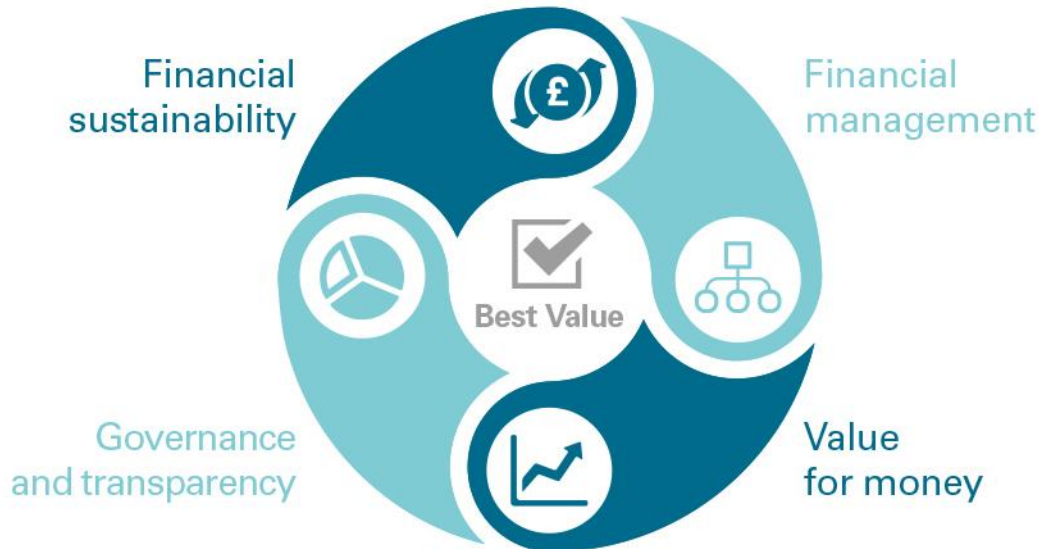 Financial
sustainability
£
Financial
management
Best Value
Governance
and transparency
Value
for money